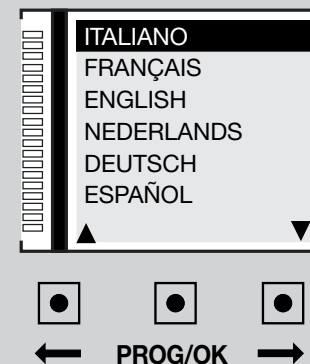 ITALIANO
FRANÇAIS
ENGLISH
NEDERLANDS
DEUTSCH
ESPAÑOL
PROG/OK